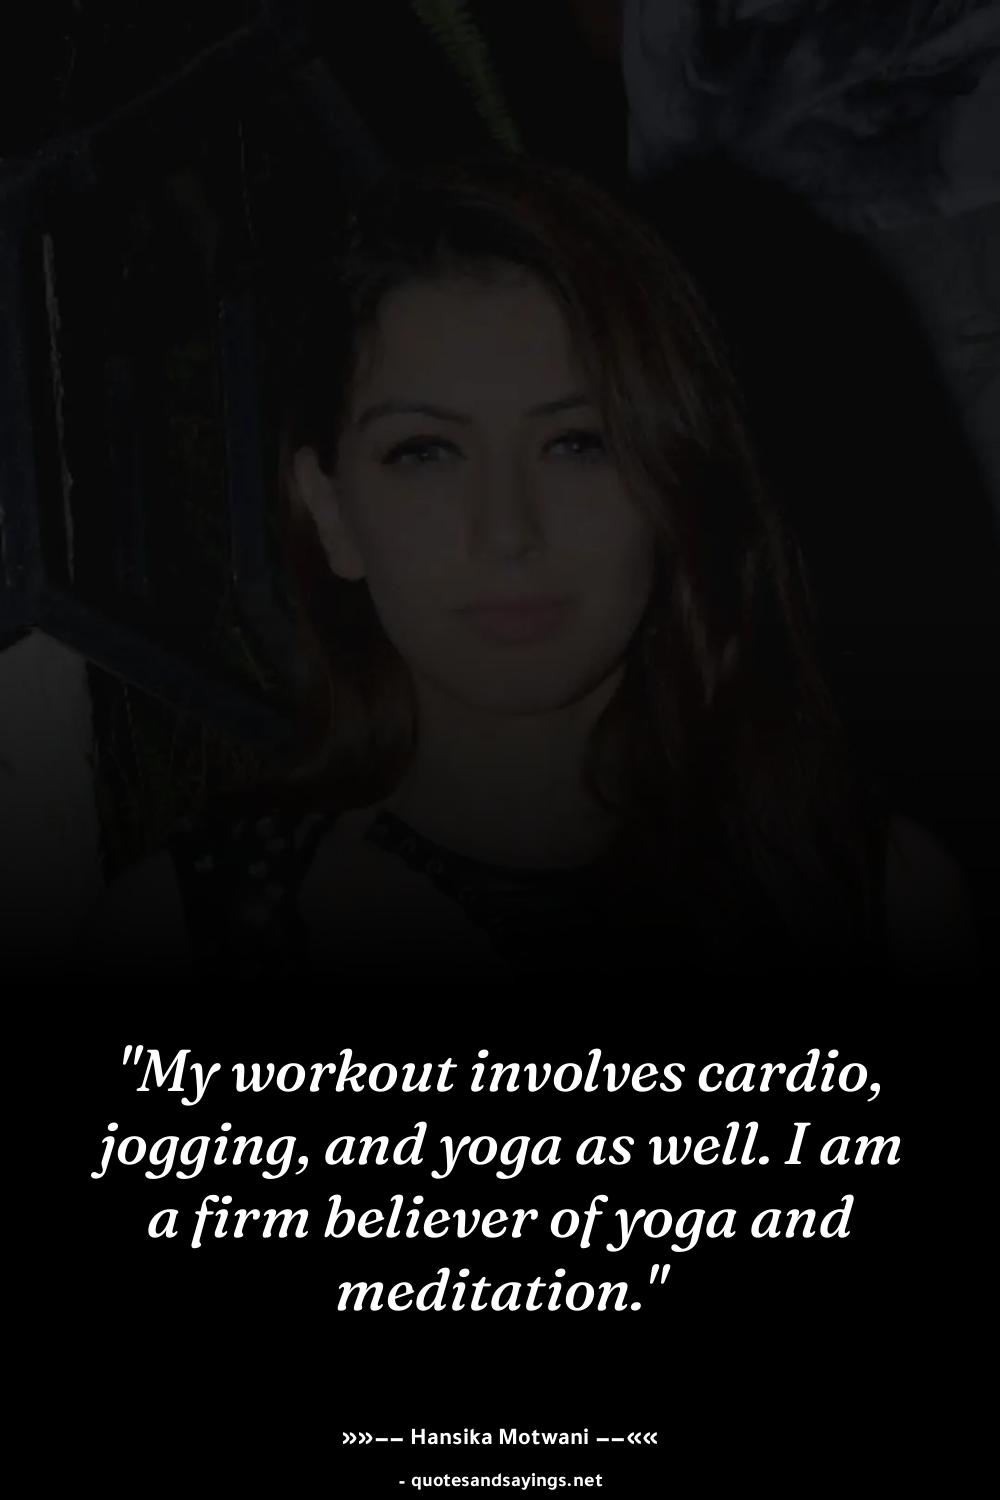 "My workout involves cardio,
jogging, and yoga as well. I am
a firm believer of yoga and
meditation."
»»−− Hansika Motwani −−««
- quotesandsayings.net